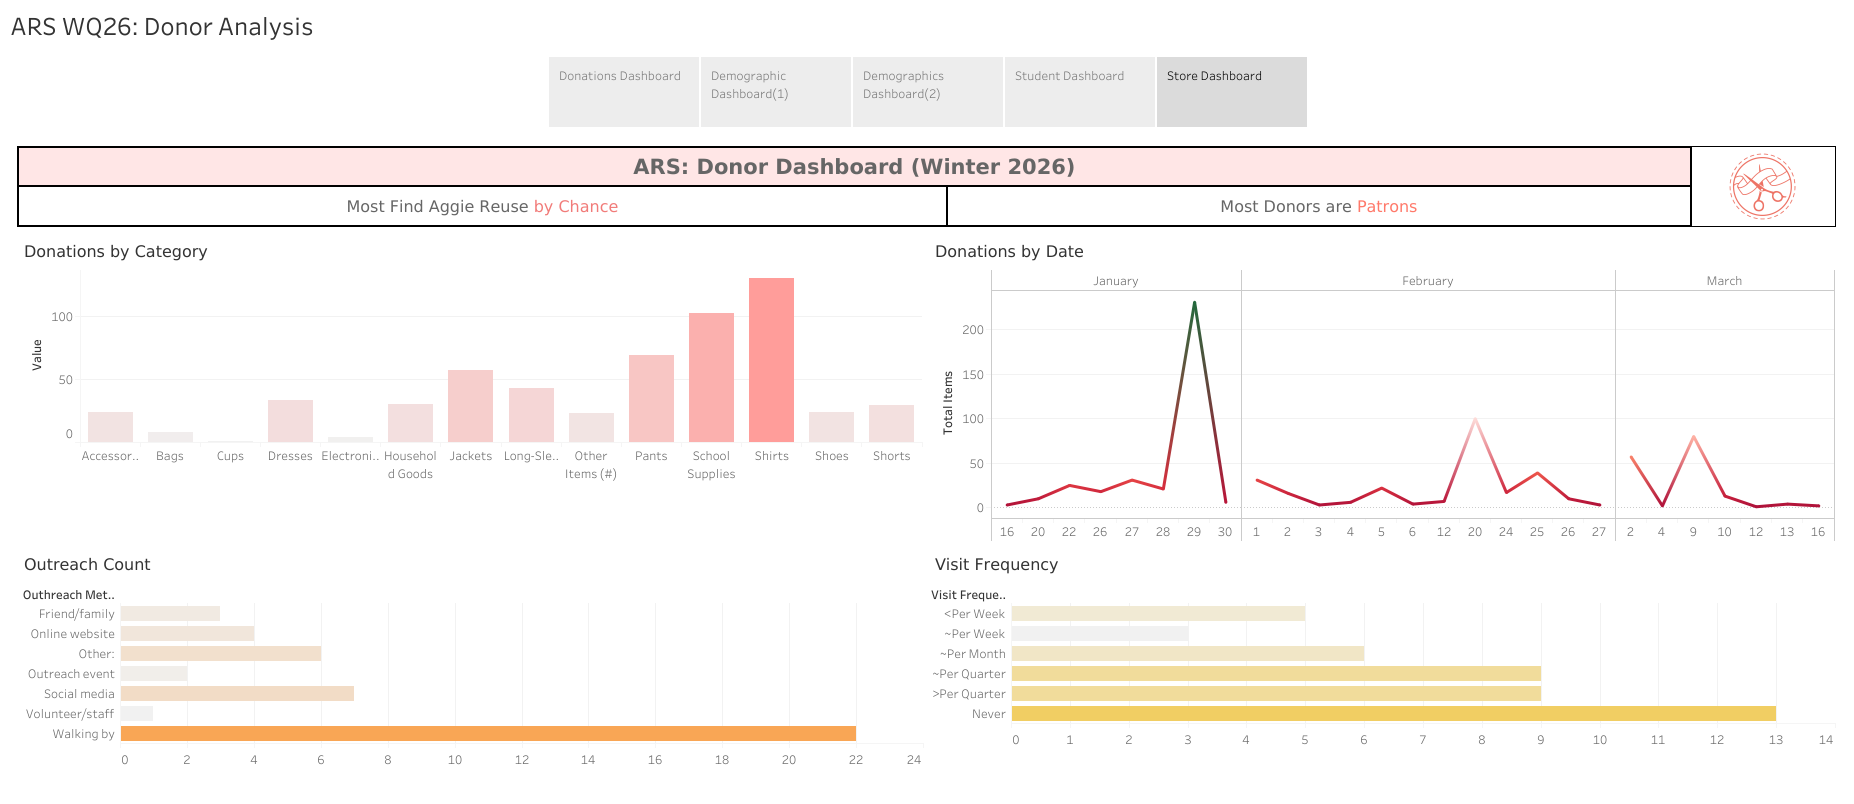 ARS WQ26: Donor Analysis
Donations Dashboard
Demographic
Dashboard(1)
Demographics
Dashboard(2)
Student Dashboard
Store Dashboard
ARS: Donor Dashboard (Winter 2026)
Most Find Aggie Reuse by Chance
Most Donors are Patrons
Donations by Category
Value
100
50
0
Accessor..
Bags
Cups
Dresses
Electroni..
Househol
d Goods
Jackets
Long-Sle..
Other
Items (#)
Pants
School
Supplies
Shirts
Shoes
Shorts
Donations by Date
January
February
March
Total Items
200
150
100
50
0
16 20 22 26 27 28 29 30 1 2 3 4 5 6 12 20 24 25 26 27 2 4 9 10 12 13 16
Outreach Count
Outhreach Met..
Friend/family
Online website
Other:
Outreach event
Social media
Volunteer/staff
Walking by
0 2 4 6 8 10 12 14 16 18 20 22 24
Visit Frequency
Visit Freque..
<Per Week
~Per Week
~Per Month
~Per Quarter
>Per Quarter
Never
0 1 2 3 4 5 6 7 8 9 10 11 12 13 14